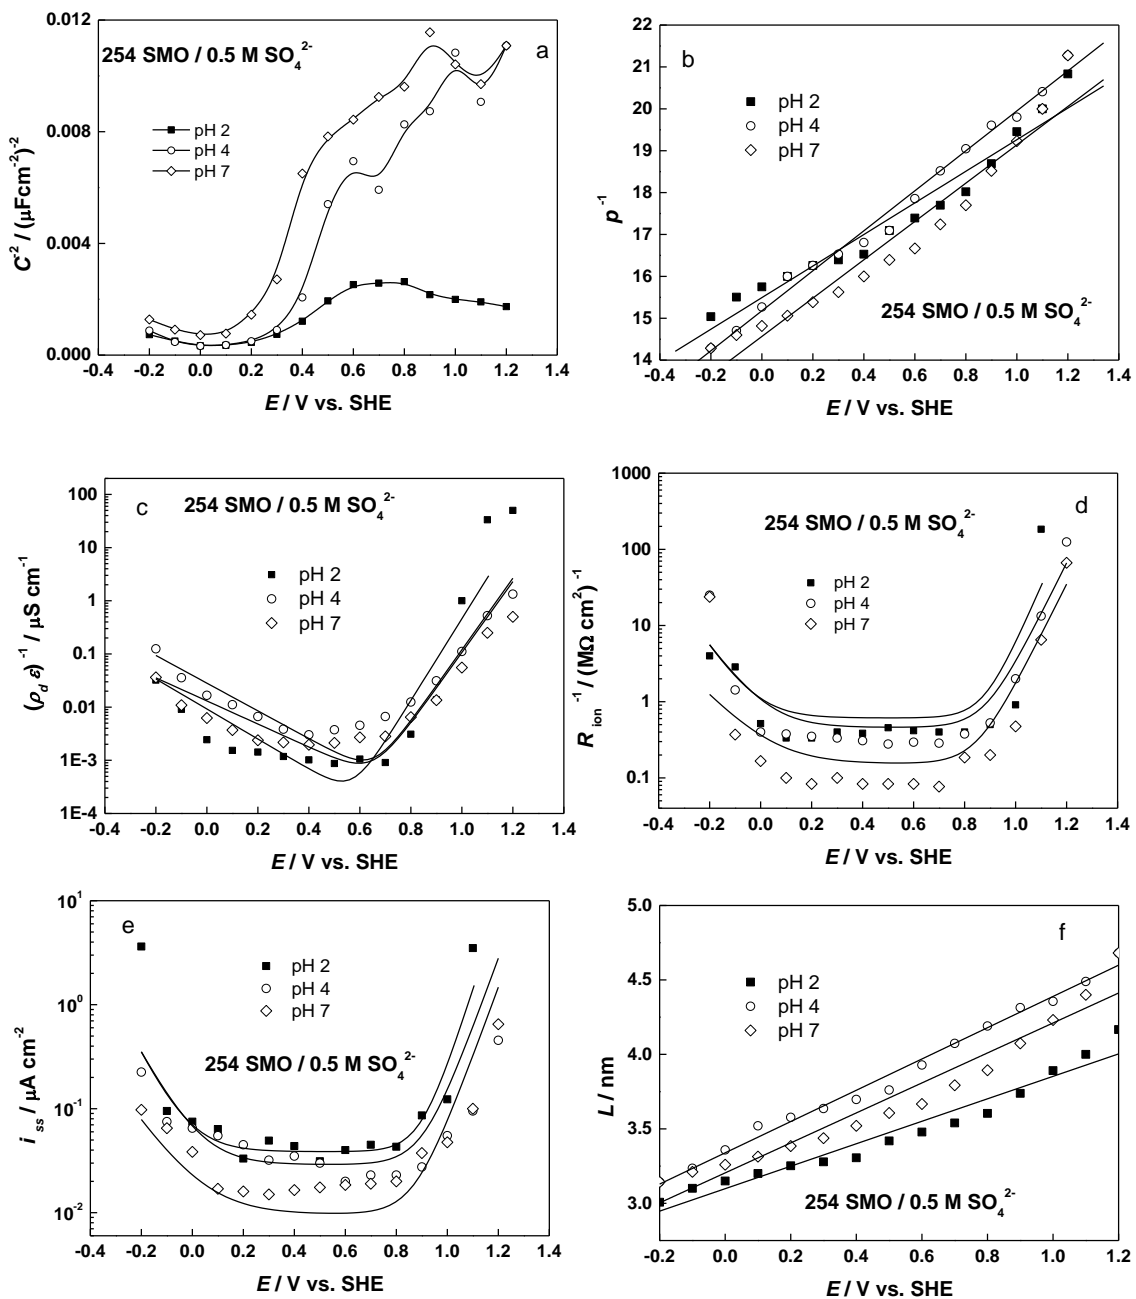 0.012
0.008
0.004
0.000
C⁻² / (μFcm⁻²)⁻²
254 SMO / 0.5 M SO₄²⁻
a
pH 2
pH 4
pH 7
-0.4 -0.2 0.0 0.2 0.4 0.6 0.8 1.0 1.2 1.4
E / V vs. SHE
22
21
20
19
18
17
16
15
14
p⁻¹
b
pH 2
pH 4
pH 7
254 SMO / 0.5 M SO₄²⁻
-0.4 -0.2 0.0 0.2 0.4 0.6 0.8 1.0 1.2 1.4
E / V vs. SHE
100
10
1
0.1
0.01
1E-3
1E-4
(ρd ε)⁻¹ / μS cm⁻¹
c
254 SMO / 0.5 M SO₄²⁻
pH 2
pH 4
pH 7
-0.4 -0.2 0.0 0.2 0.4 0.6 0.8 1.0 1.2 1.4
E / V vs. SHE
1000
100
10
1
0.1
Rion⁻¹ / (MΩ cm²)⁻¹
254 SMO / 0.5 M SO₄²⁻
d
pH 2
pH 4
pH 7
-0.4 -0.2 0.0 0.2 0.4 0.6 0.8 1.0 1.2 1.4
E / V vs. SHE
10¹
10⁰
10⁻¹
10⁻²
iss / μA cm⁻²
e
pH 2
pH 4
pH 7
254 SMO / 0.5 M SO₄²⁻
-0.4 -0.2 0.0 0.2 0.4 0.6 0.8 1.0 1.2 1.4
E / V vs. SHE
5.0
4.5
4.0
3.5
3.0
L / nm
f
pH 2
pH 4
pH 7
254 SMO / 0.5 M SO₄²⁻
-0.2 0.0 0.2 0.4 0.6 0.8 1.0 1.2
E / V vs. SHE